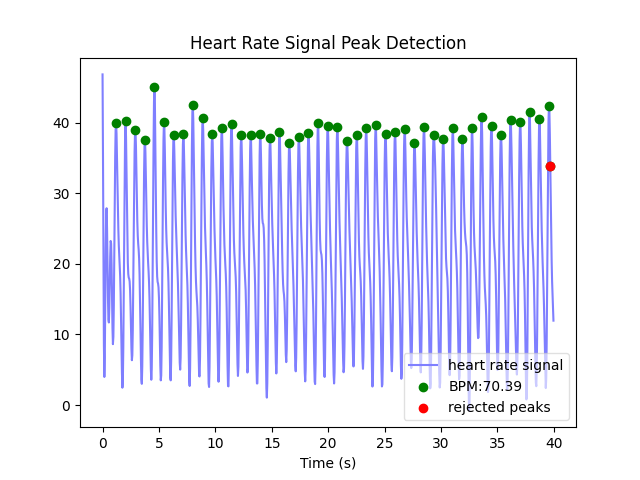 Heart Rate Signal Peak Detection
40
30
20
10
0
heart rate signal
BPM:70.39
rejected peaks
0 5 10 15 20 25 30 35 40
Time (s)